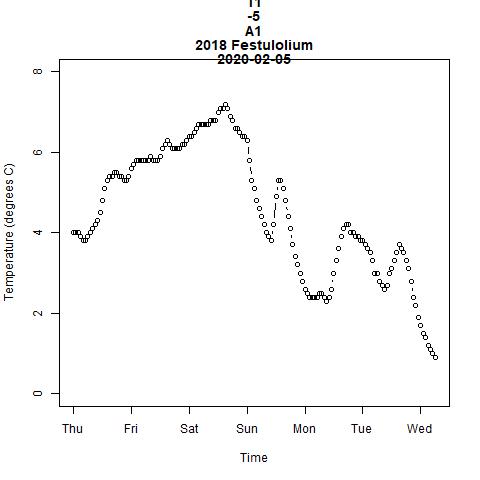 T1
-5
A1
2018 Festulolium
2020-02-05
Temperature (degrees C)
8
6
4
2
0
Thu Fri Sat Sun Mon Tue Wed
Time